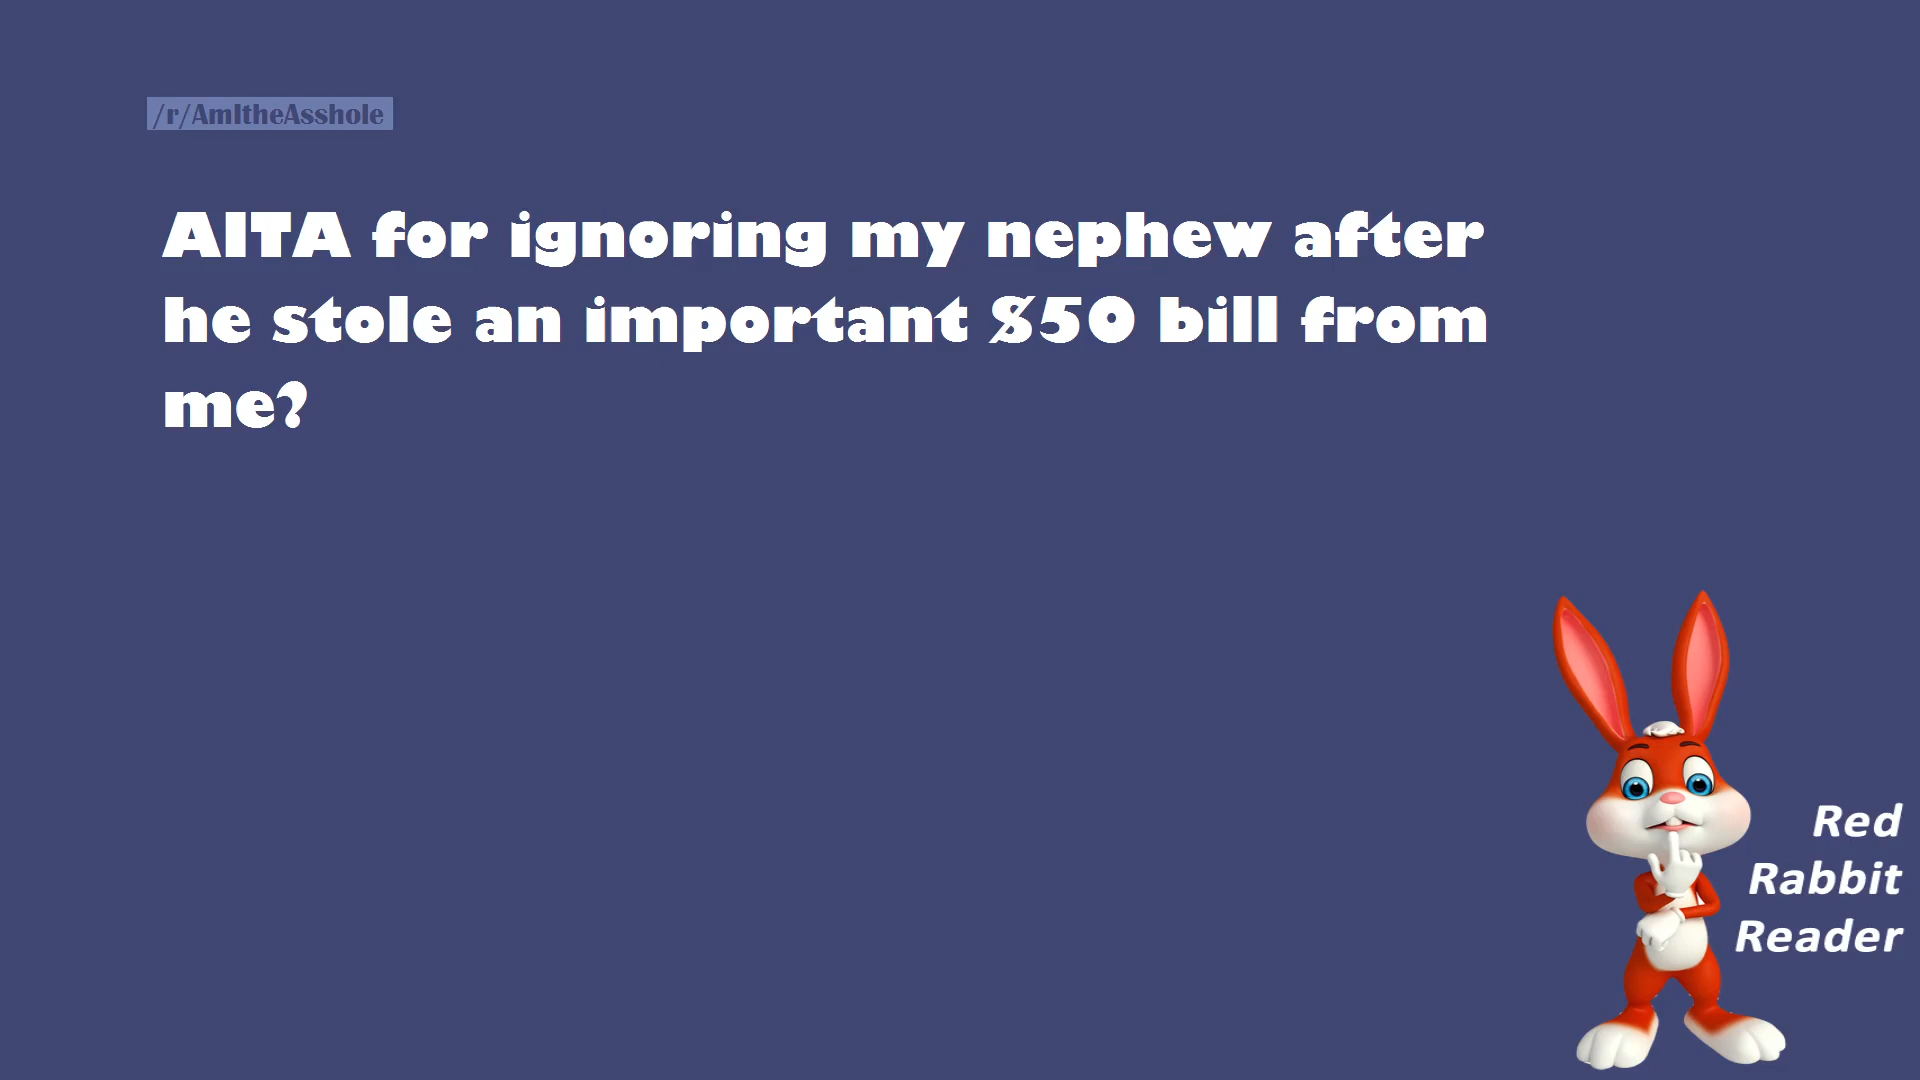 /r/AmItheAsshole
AITA for ignoring my nephew after
he stole an important $50 bill from
me?
Red
Rabbit
Reader